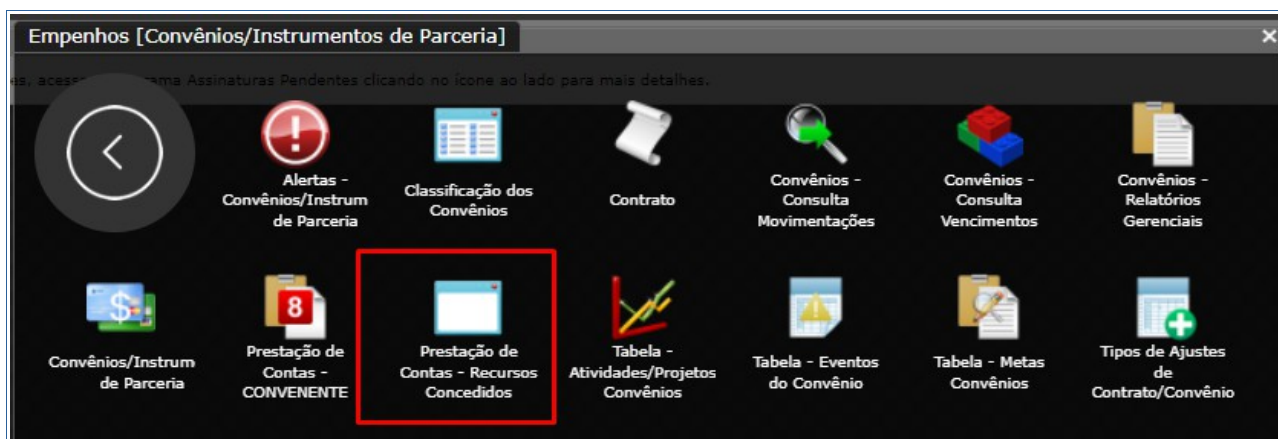 Empenhos [Convênios/Instrumentos de Parceria]
es, acess rama Assinaturas Pendentes clicando no ícone ao lado para mais detalhes.
Alertas -
Convênios/Instrum
de Parceria
Classificação dos
Convênios
Contrato
Convênios -
Consulta
Movimentações
Convênios -
Consulta
Vencimentos
Convênios -
Relatórios
Gerenciais
Convênios/Instrum
de Parceria
8
Prestação de
Contas -
CONVENENTE
Prestação de
Contas - Recursos
Concedidos
Tabela -
Atividades/Projetos
Convênios
Tabela - Eventos
do Convênio
Tabela - Metas
Convênios
Tipos de Ajustes
de
Contrato/Convênio